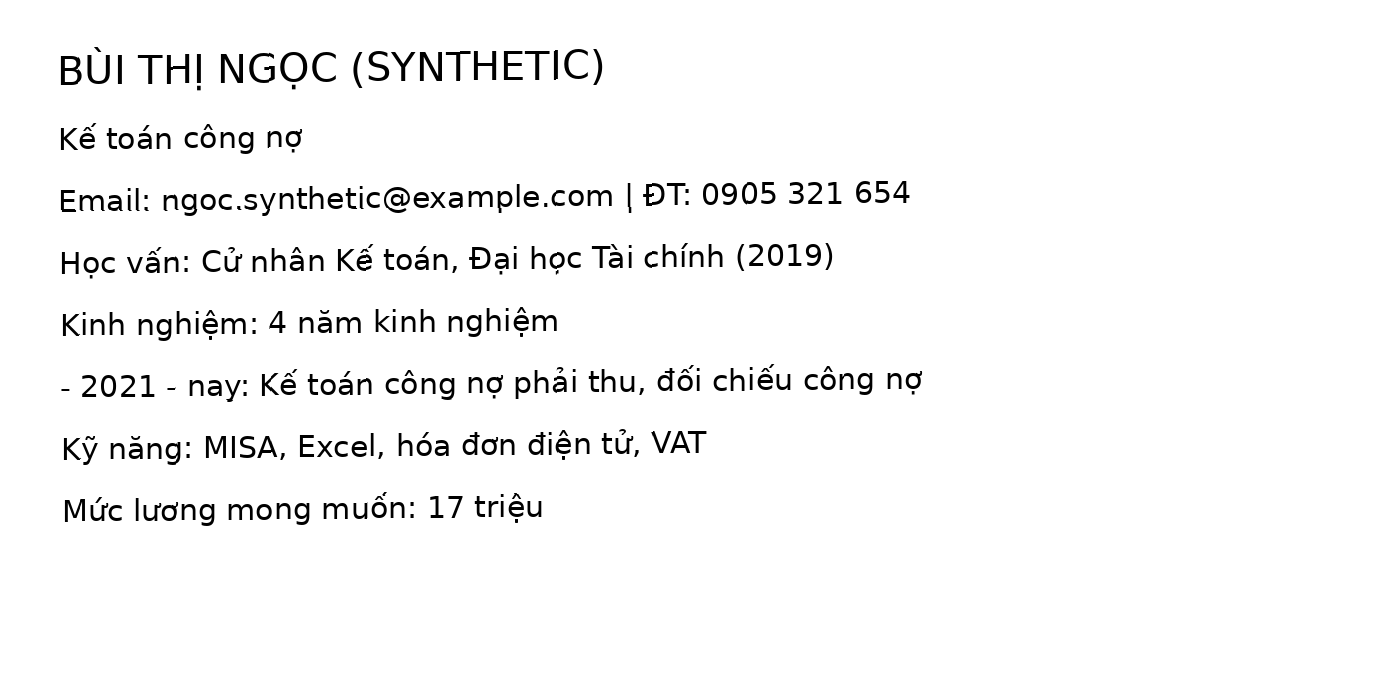 BÙI THỊ NGỌC (SYNTHETIC)
Kế toán công nợ
Email: ngoc.synthetic@example.com | ĐT: 0905 321 654
Học vấn: Cử nhân Kế toán, Đại học Tài chính (2019)
Kinh nghiệm: 4 năm kinh nghiệm
- 2021 - nay: Kế toán công nợ phải thu, đối chiếu công nợ
Kỹ năng: MISA, Excel, hóa đơn điện tử, VAT
Mức lương mong muốn: 17 triệu